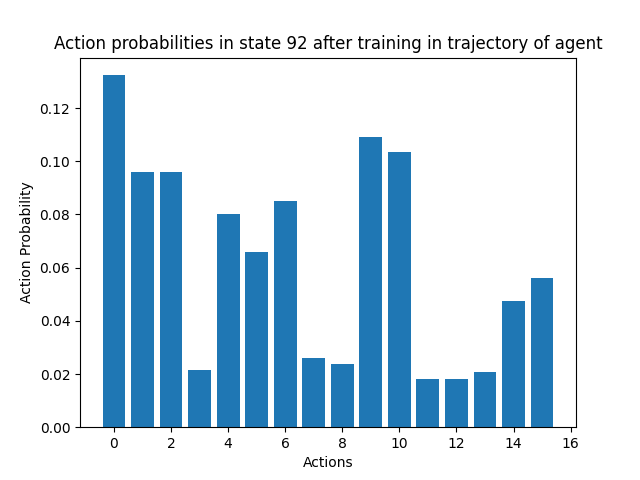 Action probabilities in state 92 after training in trajectory of agent
0.12
0.10
0.08
0.06
0.04
0.02
0.00
Action Probability
0 2 4 6 8 10 12 14 16
Actions